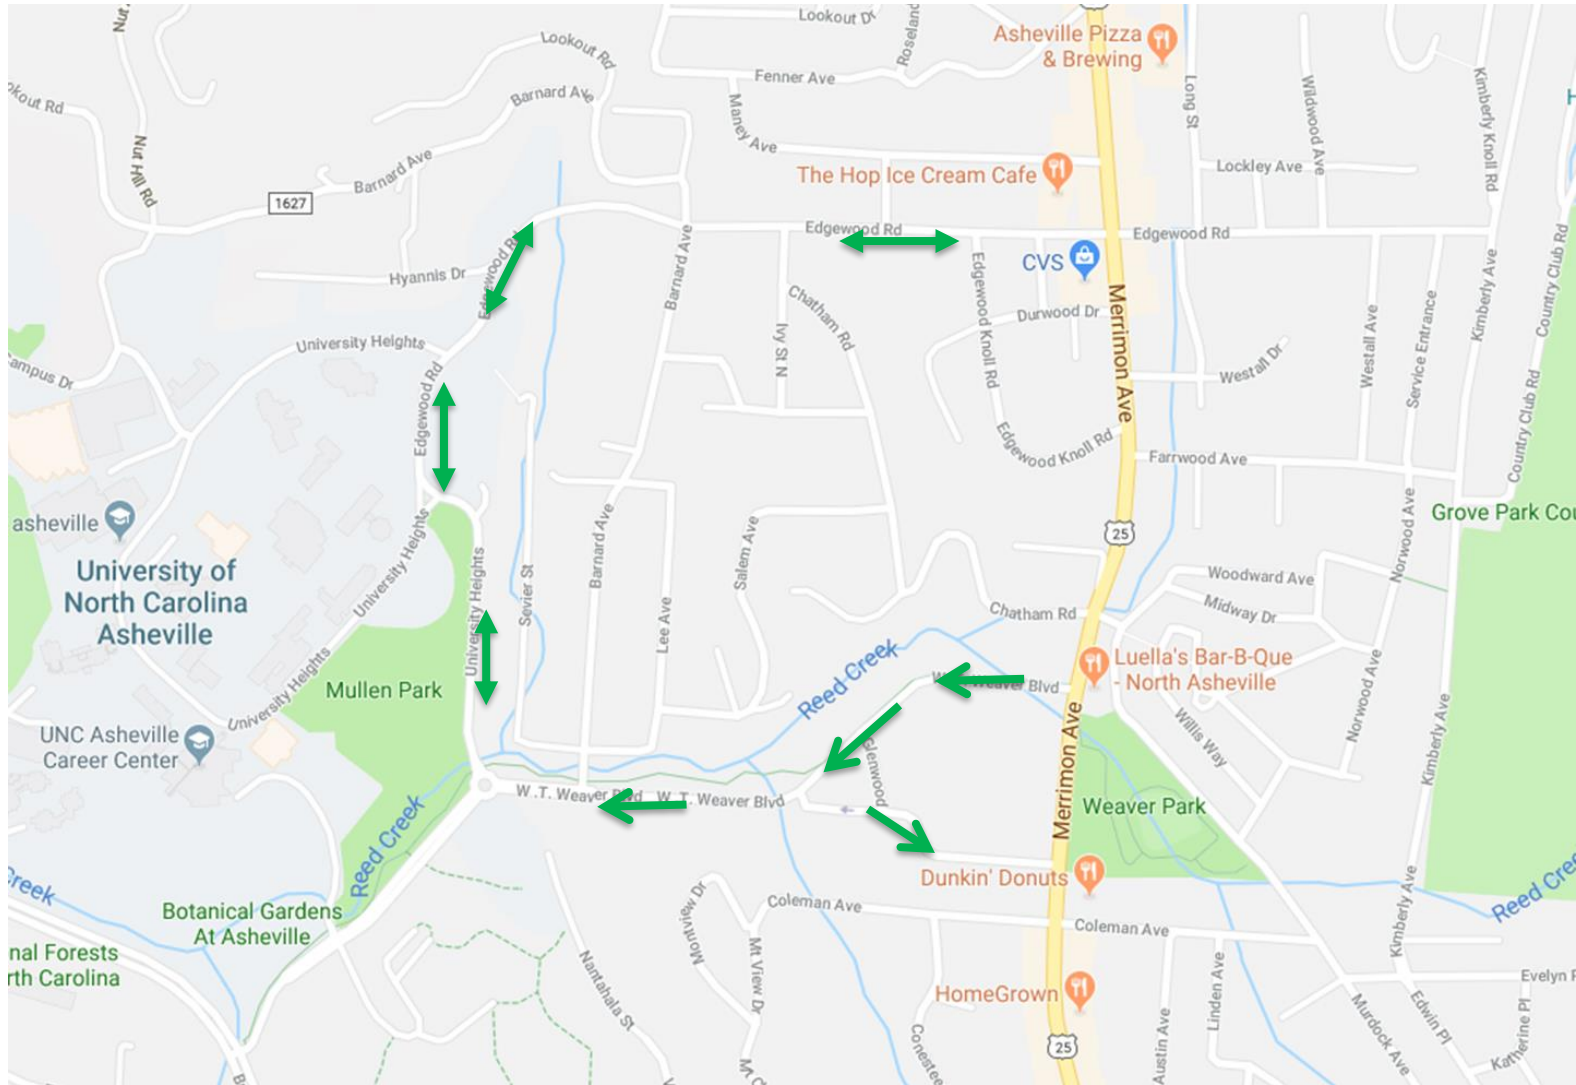 Nut
Lookout Dr
Roseland
Asheville Pizza
& Brewing
Lookout Rd
Fenner Ave
Long St
Wildwood Ave
Kimberly Knoll Rd
Barnard Ave
Maney Ave
Nut Hill Rd
Barnard Ave
The Hop Ice Cream Cafe
Lockley Ave
1627
Edgewood Rd
Edgewood Rd
Edgewood Rd
Country Club Rd
Hyannis Dr
Barnard Ave
CVS
Edgewood Knoll Rd
Kimberly Ave
Chatham Rd
Durwood Dr
Merrimon Ave
University Heights
Ivy St N
Westall Ave
Service Entrance
Westall Dr
ampus Dr
Edgewood Rd
Country Club Rd
Edgewood Knoll Rd
Farrwood Ave
asheville
University of
North Carolina
Asheville
University Heights
University Heights
Sevier St
Barnard Ave
Lee Ave
Salem Ave
25
Grove Park Cou
Norwood Ave
Woodward Ave
Midway Dr
Chatham Rd
Reed Creek
Luella's Bar-B-Que
- North Asheville
Weaver Blvd
Mullen Park
University Heights
Norwood Ave
Willis Way
UNC Asheville
Career Center
Glenwood
Merrimon Ave
Kimberly Ave
W.T. Weaver Blvd
W. T. Weaver Blvd
Weaver Park
Reed Creek
Creek
Dunkin' Donuts
Botanical Gardens
At Asheville
Montview Dr
Coleman Ave
Coleman Ave
Kimberly Ave
Reed Cree
nal Forests
rth Carolina
Nantahala St
Mt View Dr
HomeGrown
Linden Ave
Evelyn P
Conestee
Austin Ave
Murdock Ave
Edwin Pl
Katherine Pl
25